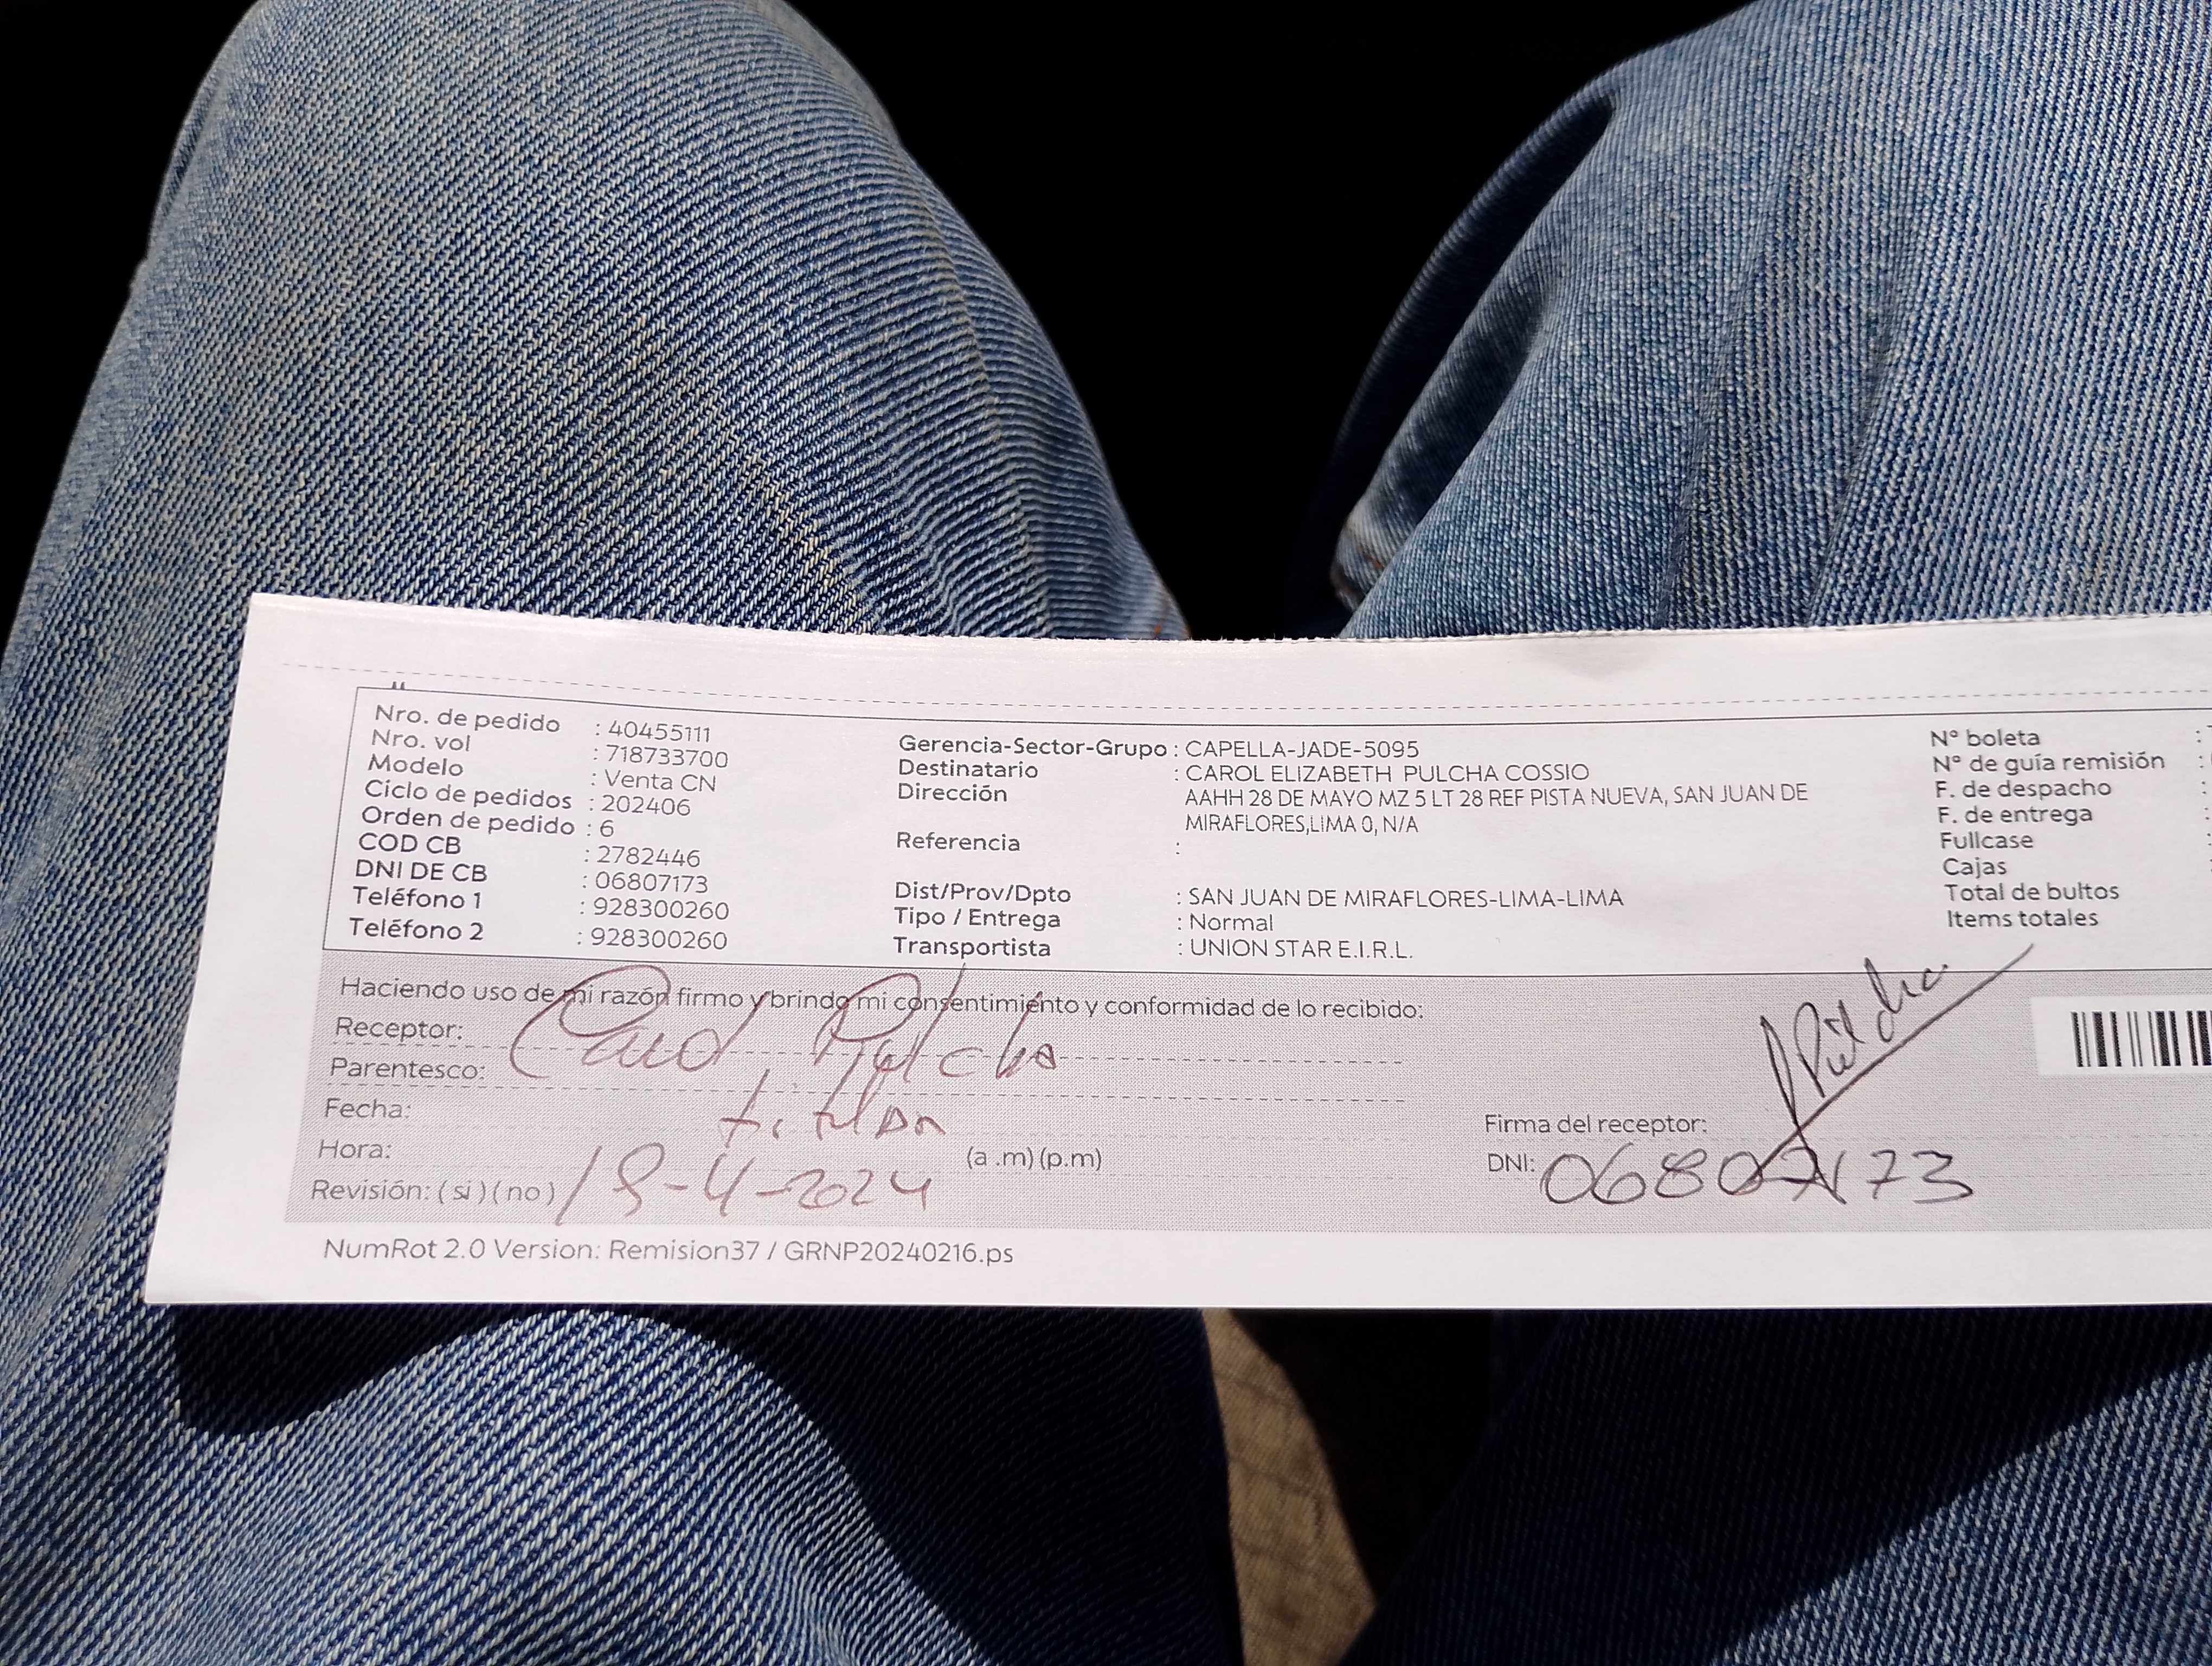 Nro. de pedido : 40455111
Nro. vol : 718733700
Modelo : Venta CN
Ciclo de pedidos : 202406
Orden de pedido : 6
COD CB : 2782446
DNI DE CB : 06807173
Teléfono 1 : 928300260
Teléfono 2 : 928300260
Gerencia-Sector-Grupo : CAPELLA-JADE-5095
Destinatario : CAROL ELIZABETH PULCHA COSSIO
Dirección AAHH 28 DE MAYO MZ 5 LT 28 REF PISTA NUEVA, SAN JUAN DE
MIRAFLORES,LIMA 0, N/A
Referencia :
Dist/Prov/Dpto : SAN JUAN DE MIRAFLORES-LIMA-LIMA
Tipo / Entrega : Normal
Transportista : UNION STAR E.I.R.L.
N° boleta :
N° de guía remisión :
F. de despacho :
F. de entrega :
Fullcase
Cajas
Total de bultos
Items totales
Haciendo uso de mi razón firmo y brindo mi consentimiento y conformidad de lo recibido:
Receptor: Carol Pulcha
Parentesco:
Fecha: titular
Hora: (a .m) (p.m)
Revisión: ( si ) ( no ) 18-4-2024
Pulcha
Firma del receptor:
DNI: 06807173
NumRot 2.0 Version: Remision37 / GRNP20240216.ps